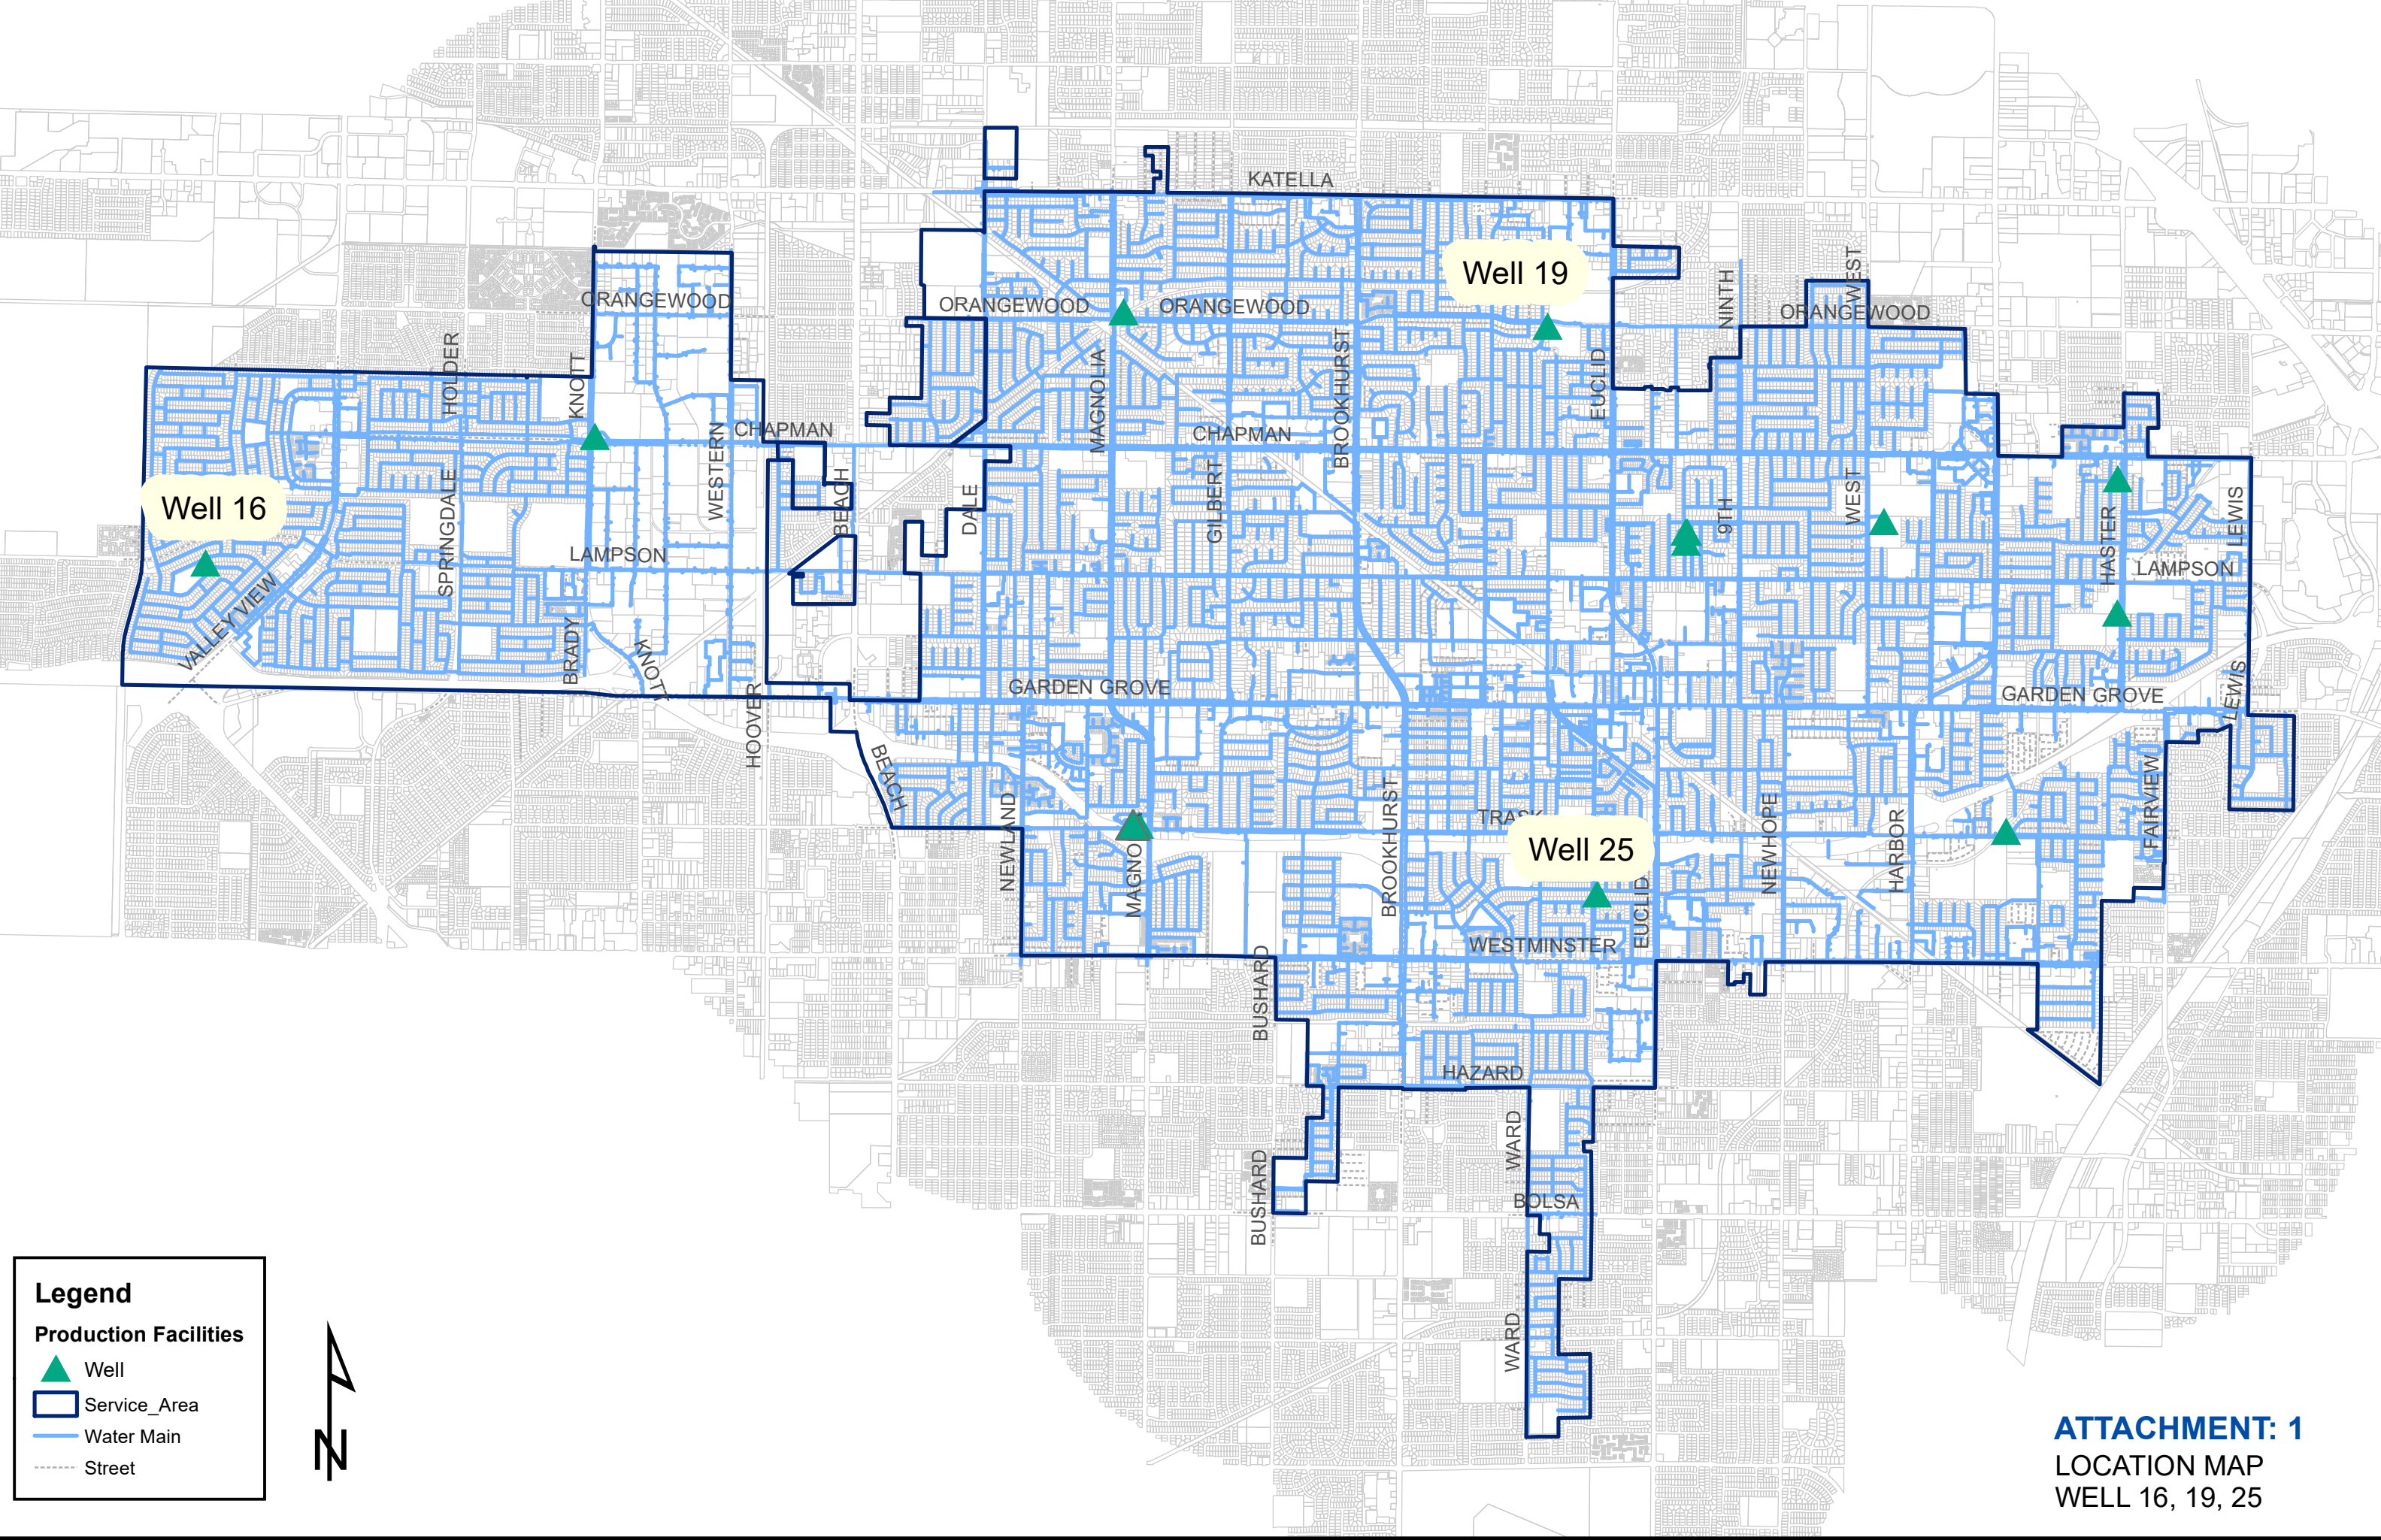 KATELLA
WEST
Well 19
NINTH
ORANGEWOOD
ORANGEWOOD
ORANGEWOOD
ORANGEWOOD
HOLDER
KNOTT
MAGNOLIA
BROOKHURST
EUCLID
CHAPMAN
CHAPMAN
WESTERN
BEACH
DALE
GILBERT
9TH
WEST
HASTER
LEWIS
Well 16
SPRINGDALE
LAMPSON
LAMPSON
VALLEY VIEW
BRADY
KNOTT
HOOVER
GARDEN GROVE
GARDEN GROVE
LEWIS
BEACH
NEWLAND
MAGNO
BROOKHURST
TRASK
Well 25
EUCLID
NEWHOPE
HARBOR
FAIRVIEW
WESTMINSTER
BUSHARD
HAZARD
WARD
BUSHARD
BOLSA
WARD
Legend
Production Facilities
Well
Service_Area
Water Main
Street
N
ATTACHMENT: 1
LOCATION MAP
WELL 16, 19, 25